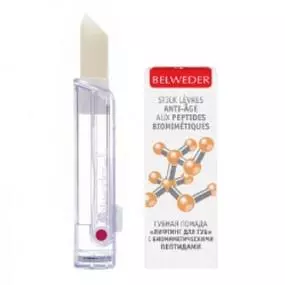 BELWEDER
STICK LÈVRES
ANTI-ÂGE
AUX PEPTIDES
BIOMIMÉTIQUES
ГУБНАЯ ПОМАДА
«ЛИФТИНГ ДЛЯ ГУБ»
С БИОМИМЕТИЧЕСКИМИ
ПЕПТИДАМИ